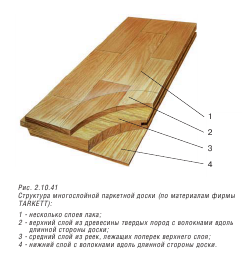 1
2
3
4
Рис. 2.10.41
Структура многослойной паркетной доски (по материалам фирмы
TARKETT):
1 - несколько слоев лака;
2 - верхний слой из древесины твердых пород с волокнами вдоль
длинной стороны доски;
3 - средний слой из реек, лежащих поперек верхнего слоя;
4 - нижний слой с волокнами вдоль длинной стороны доски.